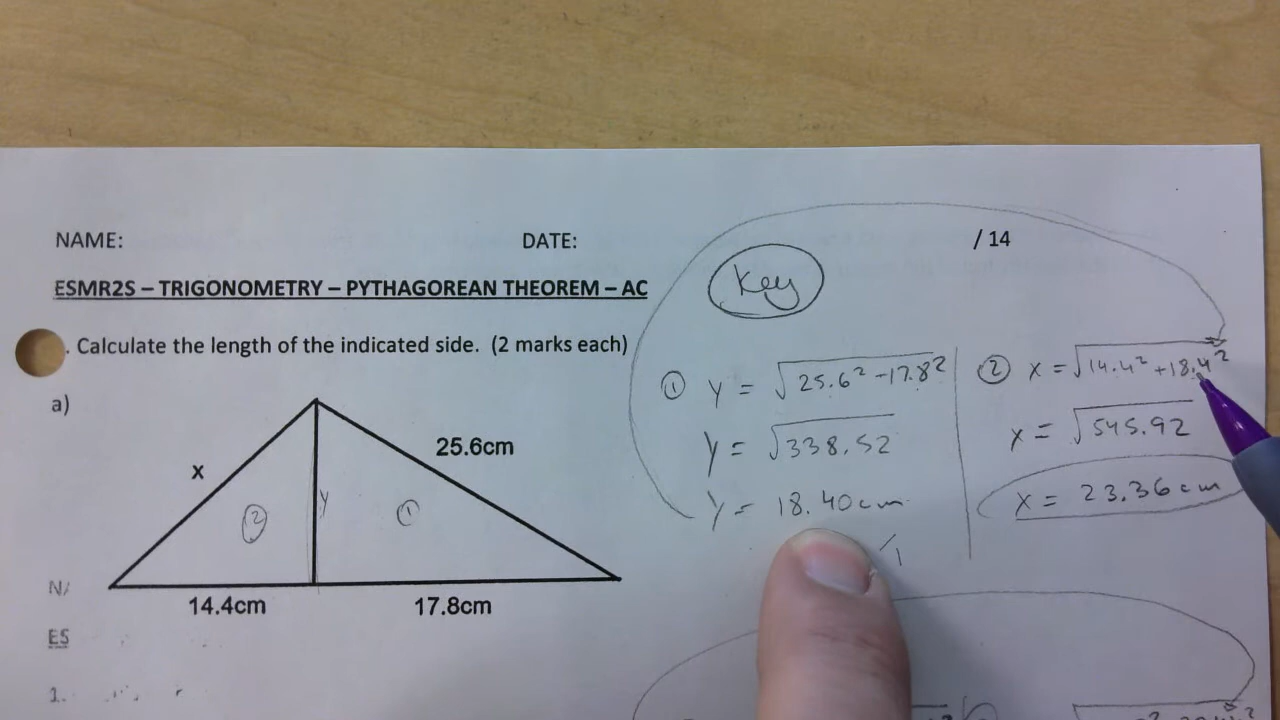 NAME: DATE: / 14
Key
ESMR2S – TRIGONOMETRY – PYTHAGOREAN THEOREM – AC
. Calculate the length of the indicated side. (2 marks each)
a)
x
25.6cm
y
②
①
14.4cm
17.8cm
① y = √25.6² -17.8²
y = √338.52
y = 18.40cm
/1
② x = √14.4² +18.4²
x = √545.92
x = 23.36cm
N/
ES
1.